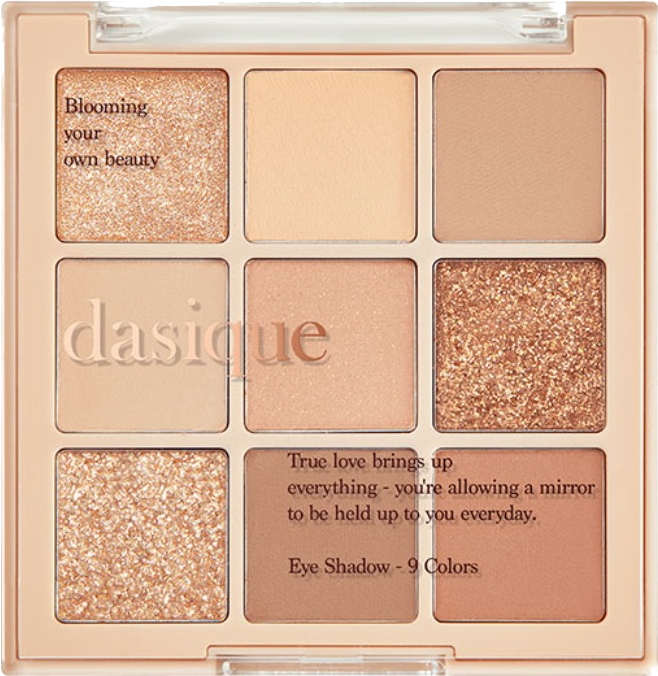 Blooming
your
own beauty
dasique
True love brings up
everything - you're allowing a mirror
to be held up to you everyday.
Eye Shadow - 9 Colors